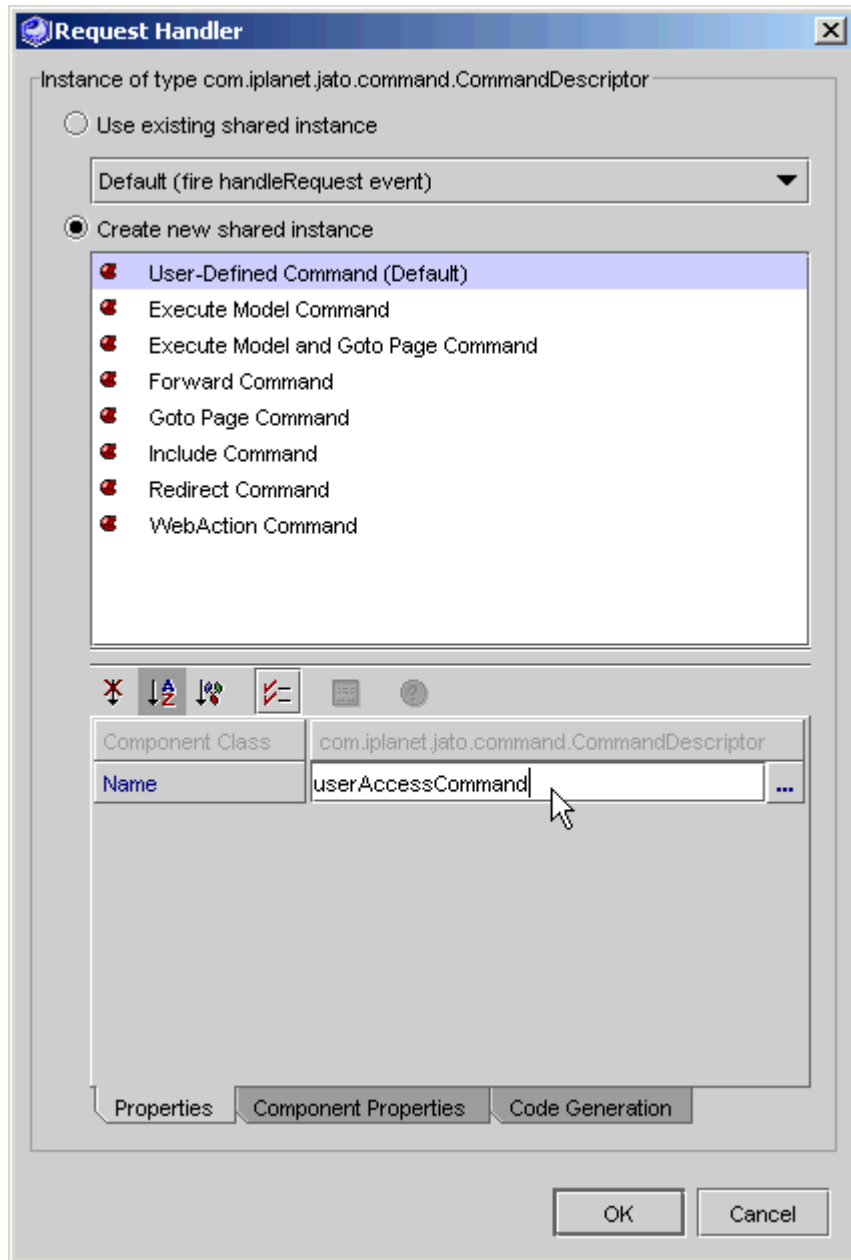 Request Handler
Instance of type com.iplanet.jato.command.CommandDescriptor
Use existing shared instance
Default (fire handleRequest event)
Create new shared instance
User-Defined Command (Default)
Execute Model Command
Execute Model and Goto Page Command
Forward Command
Goto Page Command
Include Command
Redirect Command
WebAction Command
Component Class com.iplanet.jato.command.CommandDescriptor
Name userAccessCommand ...
Properties Component Properties Code Generation
OK Cancel